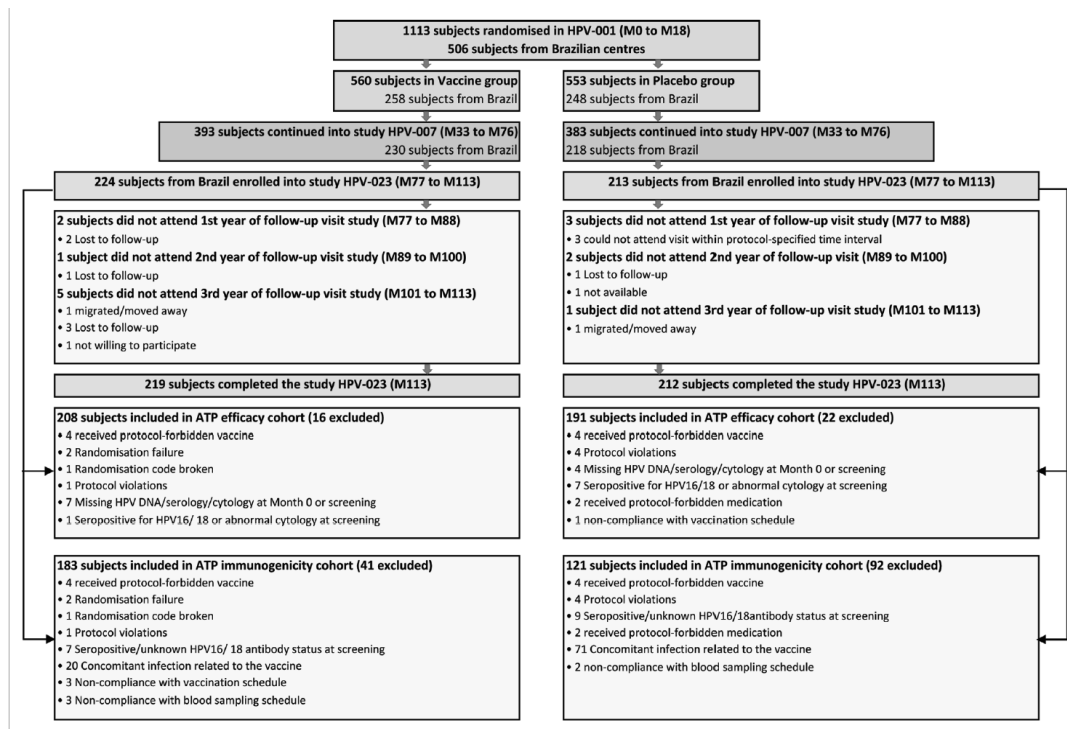 1113 subjects randomised in HPV-001 (M0 to M18)
506 subjects from Brazilian centres
560 subjects in Vaccine group
258 subjects from Brazil
553 subjects in Placebo group
248 subjects from Brazil
393 subjects continued into study HPV-007 (M33 to M76)
230 subjects from Brazil
383 subjects continued into study HPV-007 (M33 to M76)
218 subjects from Brazil
224 subjects from Brazil enrolled into study HPV-023 (M77 to M113)
213 subjects from Brazil enrolled into study HPV-023 (M77 to M113)
2 subjects did not attend 1st year of follow-up visit study (M77 to M88)
• 2 Lost to follow-up
1 subject did not attend 2nd year of follow-up visit study (M89 to M100)
• 1 Lost to follow-up
5 subjects did not attend 3rd year of follow-up visit study (M101 to M113)
• 1 migrated/moved away
• 3 Lost to follow-up
• 1 not willing to participate
3 subjects did not attend 1st year of follow-up visit study (M77 to M88)
• 3 could not attend visit within protocol-specified time interval
2 subjects did not attend 2nd year of follow-up visit (M89 to M100)
• 1 Lost to follow-up
• 1 not available
1 subject did not attend 3rd year of follow-up visit study (M101 to M113)
• 1 migrated/moved away
219 subjects completed the study HPV-023 (M113)
212 subjects completed the study HPV-023 (M113)
208 subjects included in ATP efficacy cohort (16 excluded)
• 4 received protocol-forbidden vaccine
• 2 Randomisation failure
• 1 Randomisation code broken
• 1 Protocol violations
• 7 Missing HPV DNA/serology/cytology at Month 0 or screening
• 1 Seropositive for HPV16/ 18 or abnormal cytology at screening
191 subjects included in ATP efficacy cohort (22 excluded)
• 4 received protocol-forbidden vaccine
• 4 Protocol violations
• 4 Missing HPV DNA/serology/cytology at Month 0 or screening
• 7 Seropositive for HPV16/18 or abnormal cytology at screening
• 2 received protocol-forbidden medication
• 1 non-compliance with vaccination schedule
183 subjects included in ATP immunogenicity cohort (41 excluded)
• 4 received protocol-forbidden vaccine
• 2 Randomisation failure
• 1 Randomisation code broken
• 1 Protocol violations
• 7 Seropositive/unknown HPV16/ 18 antibody status at screening
• 20 Concomitant infection related to the vaccine
• 3 Non-compliance with vaccination schedule
• 3 Non-compliance with blood sampling schedule
121 subjects included in ATP immunogenicity cohort (92 excluded)
• 4 received protocol-forbidden vaccine
• 4 Protocol violations
• 9 Seropositive/unknown HPV16/18antibody status at screening
• 2 received protocol-forbidden medication
• 71 Concomitant infection related to the vaccine
• 2 non-compliance with blood sampling schedule